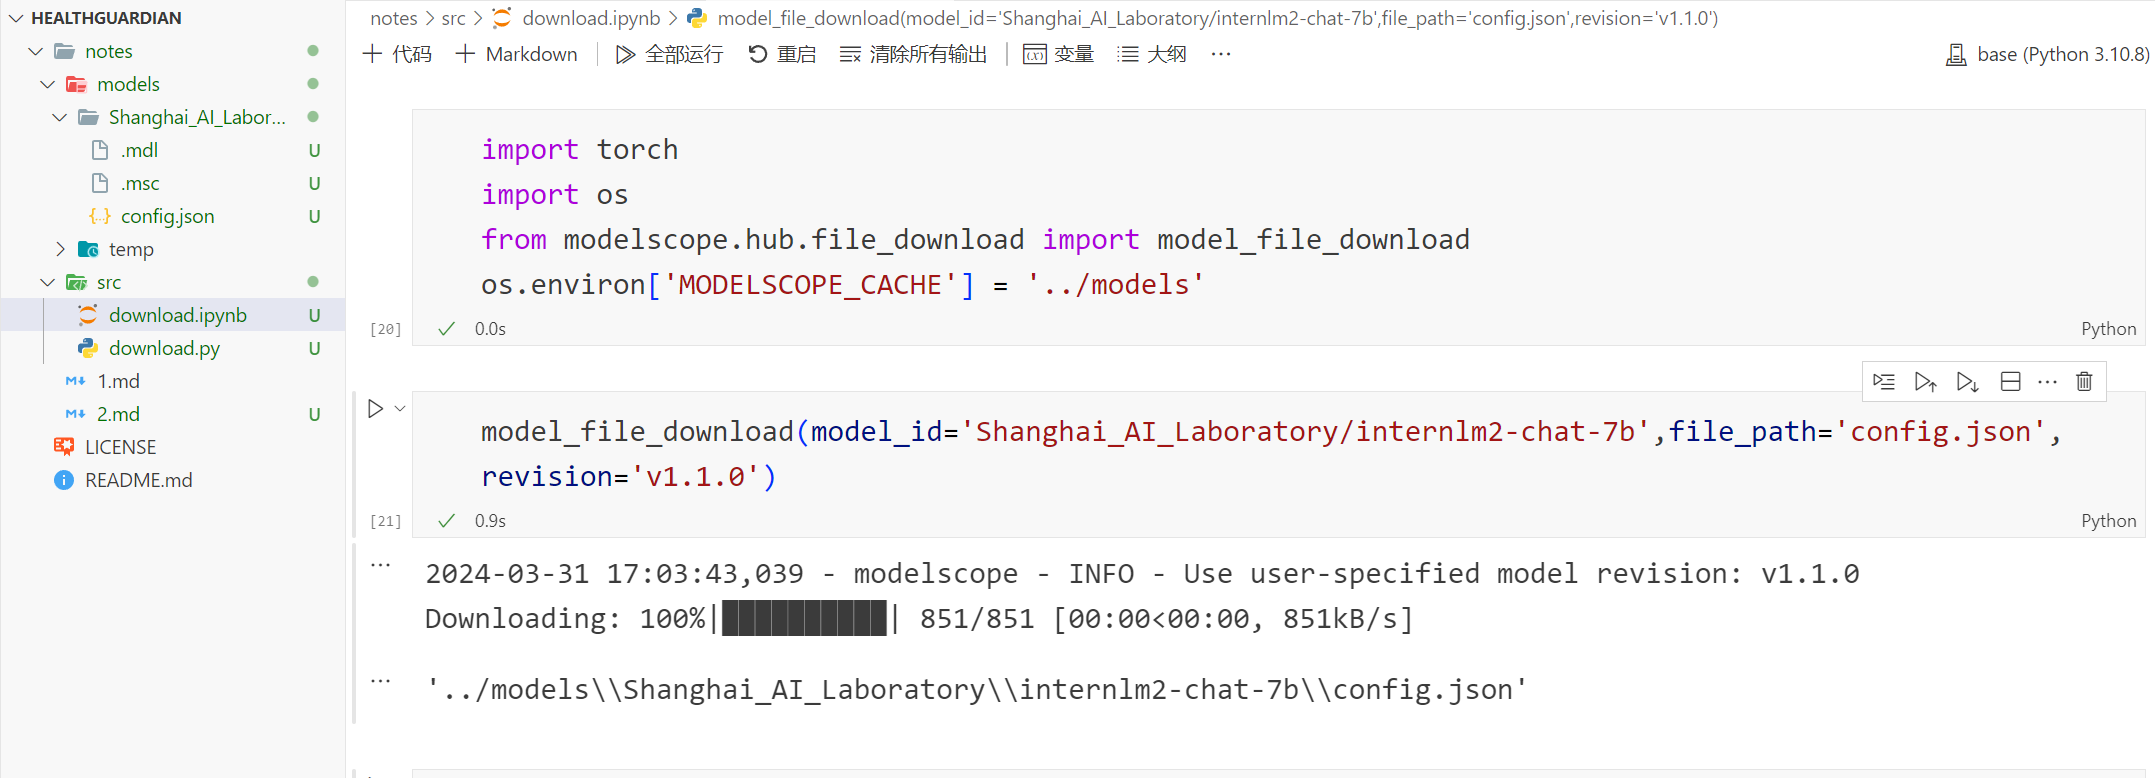 HEALTHGUARDIAN
notes
models
Shanghai_AI_Labor...
.mdl U
.msc U
{..} config.json U
temp
src
download.ipynb U
download.py U
M↓ 1.md
M↓ 2.md U
LICENSE
README.md
notes > src > download.ipynb > model_file_download(model_id='Shanghai_AI_Laboratory/internlm2-chat-7b',file_path='config.json',revision='v1.1.0')
+ 代码 + Markdown 全部运行 重启 清除所有输出 (x) 变量 大纲 ... base (Python 3.10.8)
import torch
import os
from modelscope.hub.file_download import model_file_download
os.environ['MODELSCOPE_CACHE'] = '../models'
[20] ✓ 0.0s Python
model_file_download(model_id='Shanghai_AI_Laboratory/internlm2-chat-7b',file_path='config.json',
revision='v1.1.0')
[21] ✓ 0.9s Python
2024-03-31 17:03:43,039 - modelscope - INFO - Use user-specified model revision: v1.1.0
Downloading: 100%|██████████| 851/851 [00:00<00:00, 851kB/s]
'../models\\Shanghai_AI_Laboratory\\internlm2-chat-7b\\config.json'